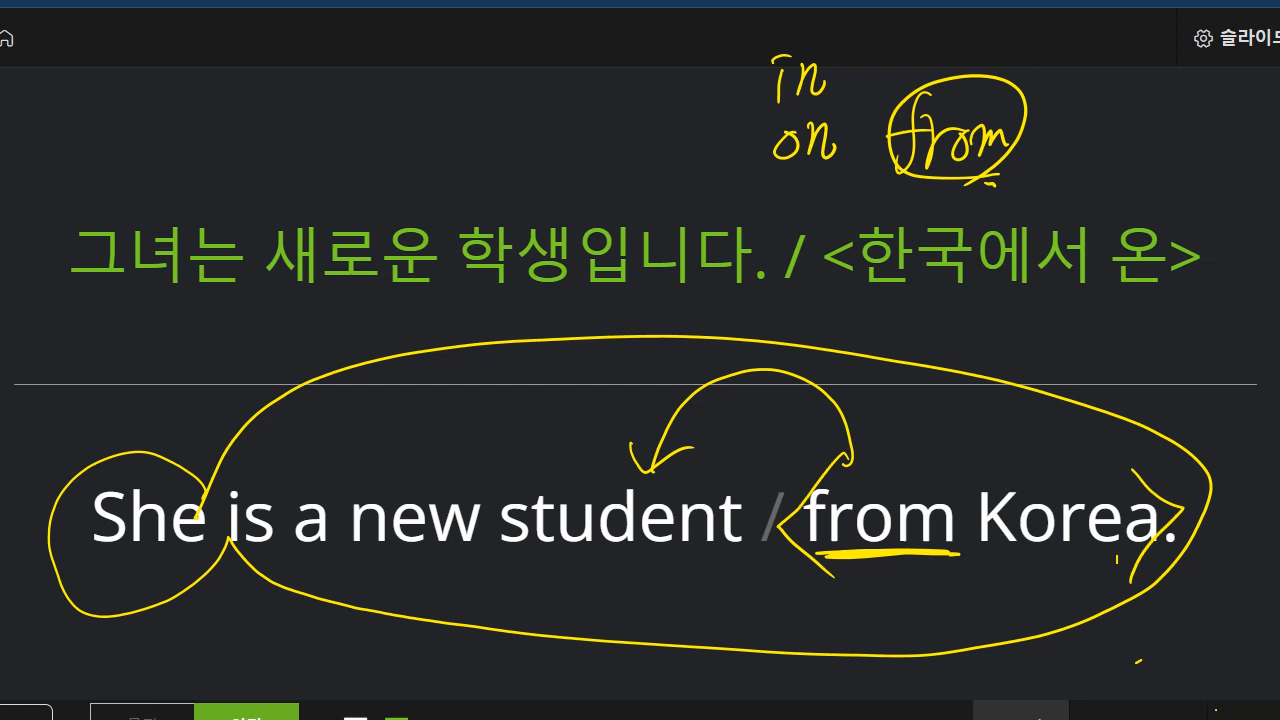 슬라이드
in
on from
그녀는 새로운 학생입니다. / <한국에서 온>
She is a new student / from Korea.